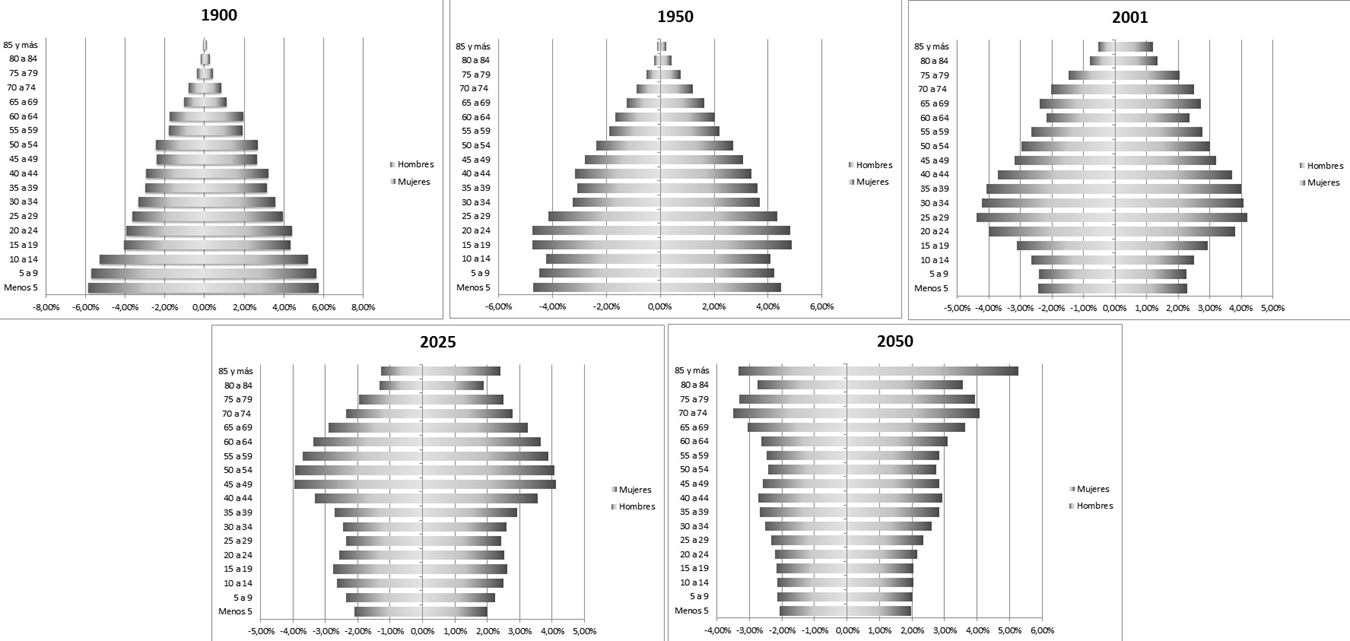 1900
85 y más
80 a 84
75 a 79
70 a 74
65 a 69
60 a 64
55 a 59
50 a 54
45 a 49
40 a 44
35 a 39
30 a 34
25 a 29
20 a 24
15 a 19
10 a 14
5 a 9
Menos 5
-8,00% -6,00% -4,00% -2,00% 0,00% 2,00% 4,00% 6,00% 8,00%
Hombres
Mujeres
1950
85 y más
80 a 84
75 a 79
70 a 74
65 a 69
60 a 64
55 a 59
50 a 54
45 a 49
40 a 44
35 a 39
30 a 34
25 a 29
20 a 24
15 a 19
10 a 14
5 a 9
Menos 5
-6,00% -4,00% -2,00% 0,00% 2,00% 4,00% 6,00%
Hombres
Mujeres
2001
85 y más
80 a 84
75 a 79
70 a 74
65 a 69
60 a 64
55 a 59
50 a 54
45 a 49
40 a 44
35 a 39
30 a 34
25 a 29
20 a 24
15 a 19
10 a 14
5 a 9
Menos 5
-5,00% -4,00% -3,00% -2,00% -1,00% 0,00% 1,00% 2,00% 3,00% 4,00% 5,00%
Hombres
Mujeres
2025
85 y más
80 a 84
75 a 79
70 a 74
65 a 69
60 a 64
55 a 59
50 a 54
45 a 49
40 a 44
35 a 39
30 a 34
25 a 29
20 a 24
15 a 19
10 a 14
5 a 9
Menos 5
-5,00% -4,00% -3,00% -2,00% -1,00% 0,00% 1,00% 2,00% 3,00% 4,00% 5,00%
Mujeres
Hombres
2050
85 y más
80 a 84
75 a 79
70 a 74
65 a 69
60 a 64
55 a 59
50 a 54
45 a 49
40 a 44
35 a 39
30 a 34
25 a 29
20 a 24
15 a 19
10 a 14
5 a 9
Menos 5
-4,00% -3,00% -2,00% -1,00% 0,00% 1,00% 2,00% 3,00% 4,00% 5,00% 6,00%
Mujeres
Hombres